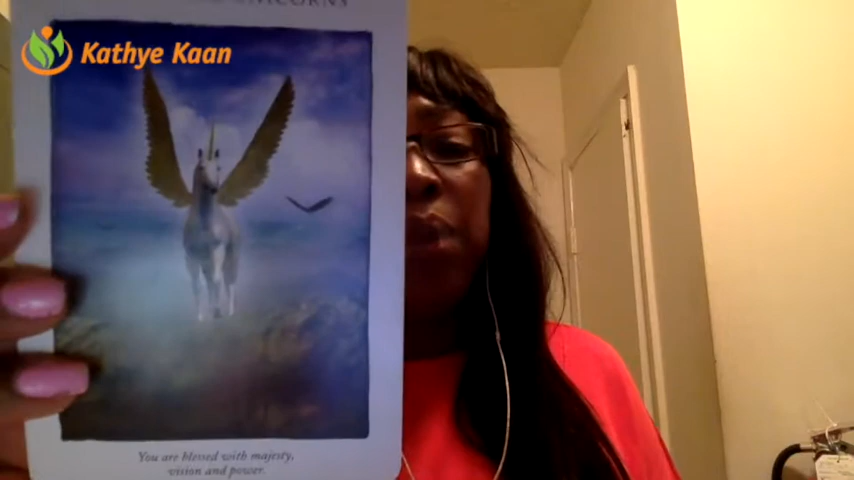 Kathye Kaan
You are blessed with majesty,
vision and power.